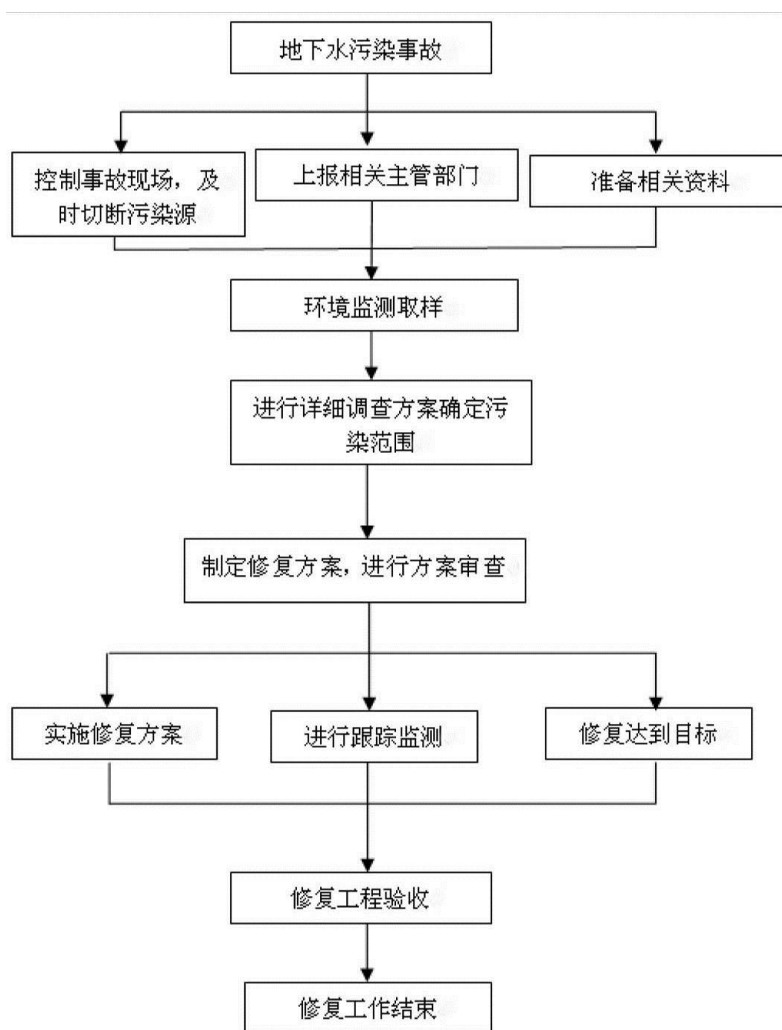 地下水污染事故
控制事故现场，及
时切断污染源
上报相关主管部门
准备相关资料
环境监测取样
进行详细调查方案确定污
染范围
制定修复方案，进行方案审查
实施修复方案
进行跟踪监测
修复达到目标
修复工程验收
修复工作结束